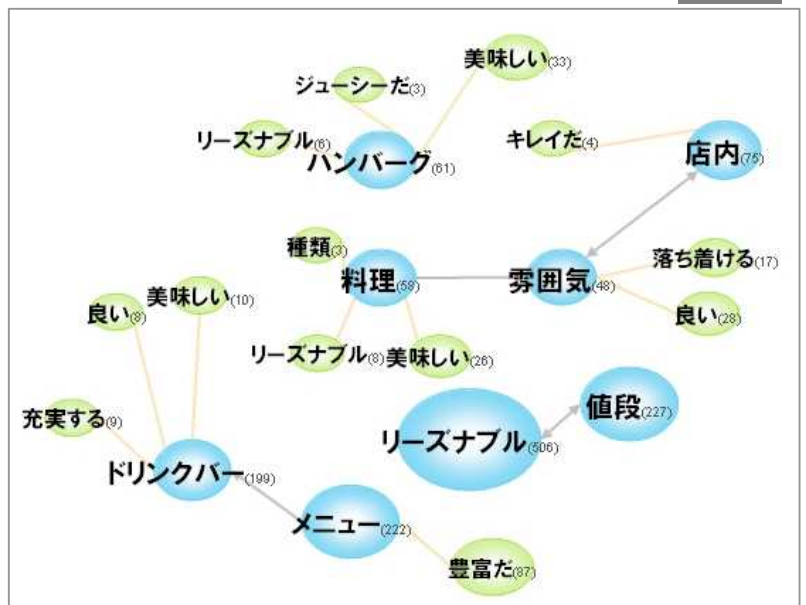 美味しい(33)
ジューシーだ(3)
リーズナブル(6)
ハンバーグ(61)
キレイだ(4)
店内(75)
種類(3)
料理(59)
雰囲気(48)
落ち着ける(17)
良い(28)
美味しい(10)
良い(8)
リーズナブル(8)
美味しい(26)
充実する(9)
リーズナブル(506)
値段(227)
ドリンクバー(199)
メニュー(222)
豊富だ(87)